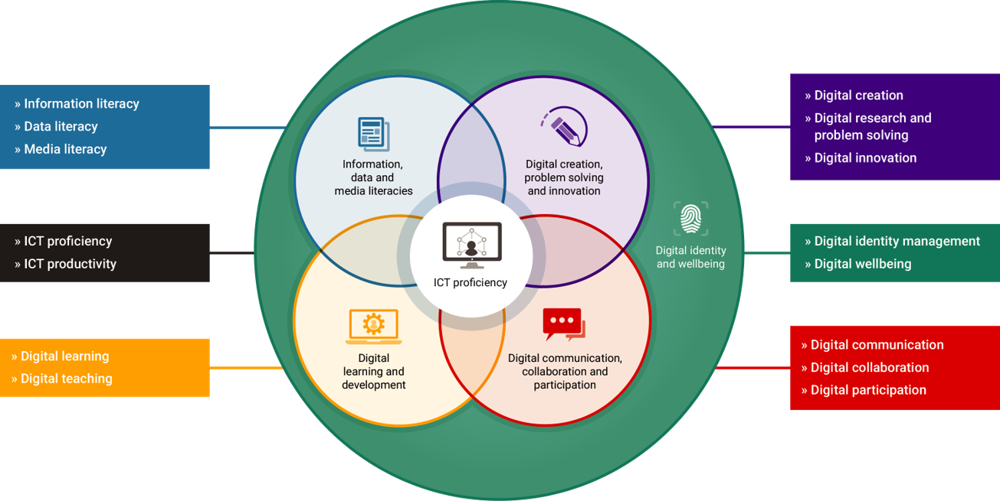 » Information literacy
» Data literacy
» Media literacy
» ICT proficiency
» ICT productivity
» Digital learning
» Digital teaching
Information,
data and
media literacies
Digital creation,
problem solving
and innovation
ICT proficiency
Digital identity
and wellbeing
Digital
learning and
development
Digital communication,
collaboration and
participation
» Digital creation
» Digital research and
problem solving
» Digital innovation
» Digital identity management
» Digital wellbeing
» Digital communication
» Digital collaboration
» Digital participation